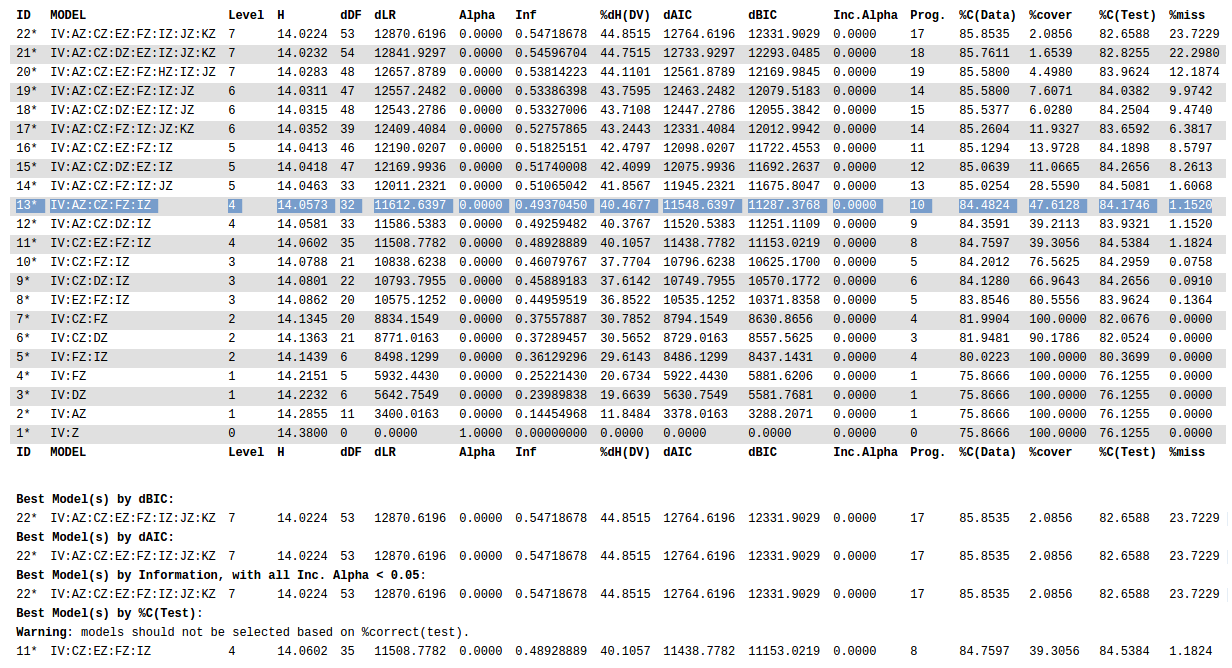 ID MODEL Level H dDF dLR Alpha Inf %dH(DV) dAIC dBIC Inc.Alpha Prog. %C(Data) %cover %C(Test) %miss
22* IV:AZ:CZ:EZ:FZ:IZ:JZ:KZ 7 14.0224 53 12870.6196 0.0000 0.54718678 44.8515 12764.6196 12331.9029 0.0000 17 85.8535 2.0856 82.6588 23.7229
21* IV:AZ:CZ:DZ:EZ:IZ:JZ:KZ 7 14.0232 54 12841.9297 0.0000 0.54596704 44.7515 12733.9297 12293.0485 0.0000 18 85.7611 1.6539 82.8255 22.2980
20* IV:AZ:CZ:EZ:FZ:HZ:IZ:JZ 7 14.0283 48 12657.8789 0.0000 0.53814223 44.1101 12561.8789 12169.9845 0.0000 19 85.5800 4.4980 83.9624 12.1874
19* IV:AZ:CZ:EZ:FZ:IZ:JZ 6 14.0311 47 12557.2482 0.0000 0.53386398 43.7595 12463.2482 12079.5183 0.0000 14 85.5800 7.6071 84.0382 9.9742
18* IV:AZ:CZ:DZ:EZ:IZ:JZ 6 14.0315 48 12543.2786 0.0000 0.53327006 43.7108 12447.2786 12055.3842 0.0000 15 85.5377 6.0280 84.2504 9.4740
17* IV:AZ:CZ:FZ:IZ:JZ:KZ 6 14.0352 39 12409.4084 0.0000 0.52757865 43.2443 12331.4084 12012.9942 0.0000 14 85.2604 11.9327 83.6592 6.3817
16* IV:AZ:CZ:EZ:FZ:IZ 5 14.0413 46 12190.0207 0.0000 0.51825151 42.4797 12098.0207 11722.4553 0.0000 11 85.1294 13.9728 84.1898 8.5797
15* IV:AZ:CZ:DZ:EZ:IZ 5 14.0418 47 12169.9936 0.0000 0.51740008 42.4099 12075.9936 11692.2637 0.0000 12 85.0639 11.0665 84.2656 8.2613
14* IV:AZ:CZ:FZ:IZ:JZ 5 14.0463 33 12011.2321 0.0000 0.51065042 41.8567 11945.2321 11675.8047 0.0000 13 85.0254 28.5590 84.5081 1.6068
13* IV:AZ:CZ:FZ:IZ 4 14.0573 32 11612.6397 0.0000 0.49370450 40.4677 11548.6397 11287.3768 0.0000 10 84.4824 47.6128 84.1746 1.1520
12* IV:AZ:CZ:DZ:IZ 4 14.0581 33 11586.5383 0.0000 0.49259482 40.3767 11520.5383 11251.1109 0.0000 9 84.3591 39.2113 83.9321 1.1520
11* IV:CZ:EZ:FZ:IZ 4 14.0602 35 11508.7782 0.0000 0.48928889 40.1057 11438.7782 11153.0219 0.0000 8 84.7597 39.3056 84.5384 1.1824
10* IV:CZ:FZ:IZ 3 14.0788 21 10838.6238 0.0000 0.46079767 37.7704 10796.6238 10625.1700 0.0000 5 84.2012 76.5625 84.2959 0.0758
9* IV:CZ:DZ:IZ 3 14.0801 22 10793.7955 0.0000 0.45889183 37.6142 10749.7955 10570.1772 0.0000 6 84.1280 66.9643 84.2656 0.0910
8* IV:EZ:FZ:IZ 3 14.0862 20 10575.1252 0.0000 0.44959519 36.8522 10535.1252 10371.8358 0.0000 5 83.8546 80.5556 83.9624 0.1364
7* IV:CZ:FZ 2 14.1345 20 8834.1549 0.0000 0.37557887 30.7852 8794.1549 8630.8656 0.0000 4 81.9904 100.0000 82.0676 0.0000
6* IV:CZ:DZ 2 14.1363 21 8771.0163 0.0000 0.37289457 30.5652 8729.0163 8557.5625 0.0000 3 81.9481 90.1786 82.0524 0.0000
5* IV:FZ:IZ 2 14.1439 6 8498.1299 0.0000 0.36129296 29.6143 8486.1299 8437.1431 0.0000 4 80.0223 100.0000 80.3699 0.0000
4* IV:FZ 1 14.2151 5 5932.4430 0.0000 0.25221430 20.6734 5922.4430 5881.6206 0.0000 1 75.8666 100.0000 76.1255 0.0000
3* IV:DZ 1 14.2232 6 5642.7549 0.0000 0.23989838 19.6639 5630.7549 5581.7681 0.0000 1 75.8666 100.0000 76.1255 0.0000
2* IV:AZ 1 14.2855 11 3400.0163 0.0000 0.14454968 11.8484 3378.0163 3288.2071 0.0000 1 75.8666 100.0000 76.1255 0.0000
1* IV:Z 0 14.3800 0 0.0000 1.0000 0.00000000 0.0000 0.0000 0.0000 0.0000 0 75.8666 100.0000 76.1255 0.0000
ID MODEL Level H dDF dLR Alpha Inf %dH(DV) dAIC dBIC Inc.Alpha Prog. %C(Data) %cover %C(Test) %miss
Best Model(s) by dBIC:
22* IV:AZ:CZ:EZ:FZ:IZ:JZ:KZ 7 14.0224 53 12870.6196 0.0000 0.54718678 44.8515 12764.6196 12331.9029 0.0000 17 85.8535 2.0856 82.6588 23.7229
Best Model(s) by dAIC:
22* IV:AZ:CZ:EZ:FZ:IZ:JZ:KZ 7 14.0224 53 12870.6196 0.0000 0.54718678 44.8515 12764.6196 12331.9029 0.0000 17 85.8535 2.0856 82.6588 23.7229
Best Model(s) by Information, with all Inc. Alpha < 0.05:
22* IV:AZ:CZ:EZ:FZ:IZ:JZ:KZ 7 14.0224 53 12870.6196 0.0000 0.54718678 44.8515 12764.6196 12331.9029 0.0000 17 85.8535 2.0856 82.6588 23.7229
Best Model(s) by %C(Test):
Warning: models should not be selected based on %correct(test).
11* IV:CZ:EZ:FZ:IZ 4 14.0602 35 11508.7782 0.0000 0.48928889 40.1057 11438.7782 11153.0219 0.0000 8 84.7597 39.3056 84.5384 1.1824